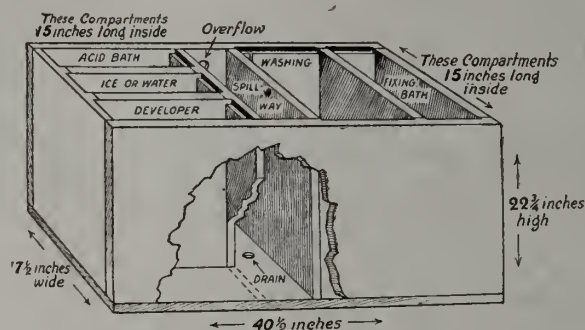 These Compartments
15 inches long inside
Overflow
ACID BATH
WASHING
These Compartments
15 inches long
inside
ICE OR WATER
SPILL
WAY
FIXING
BATH
DEVELOPER
22¾ inches
high
DRAIN
17½ inches
wide
40½ inches